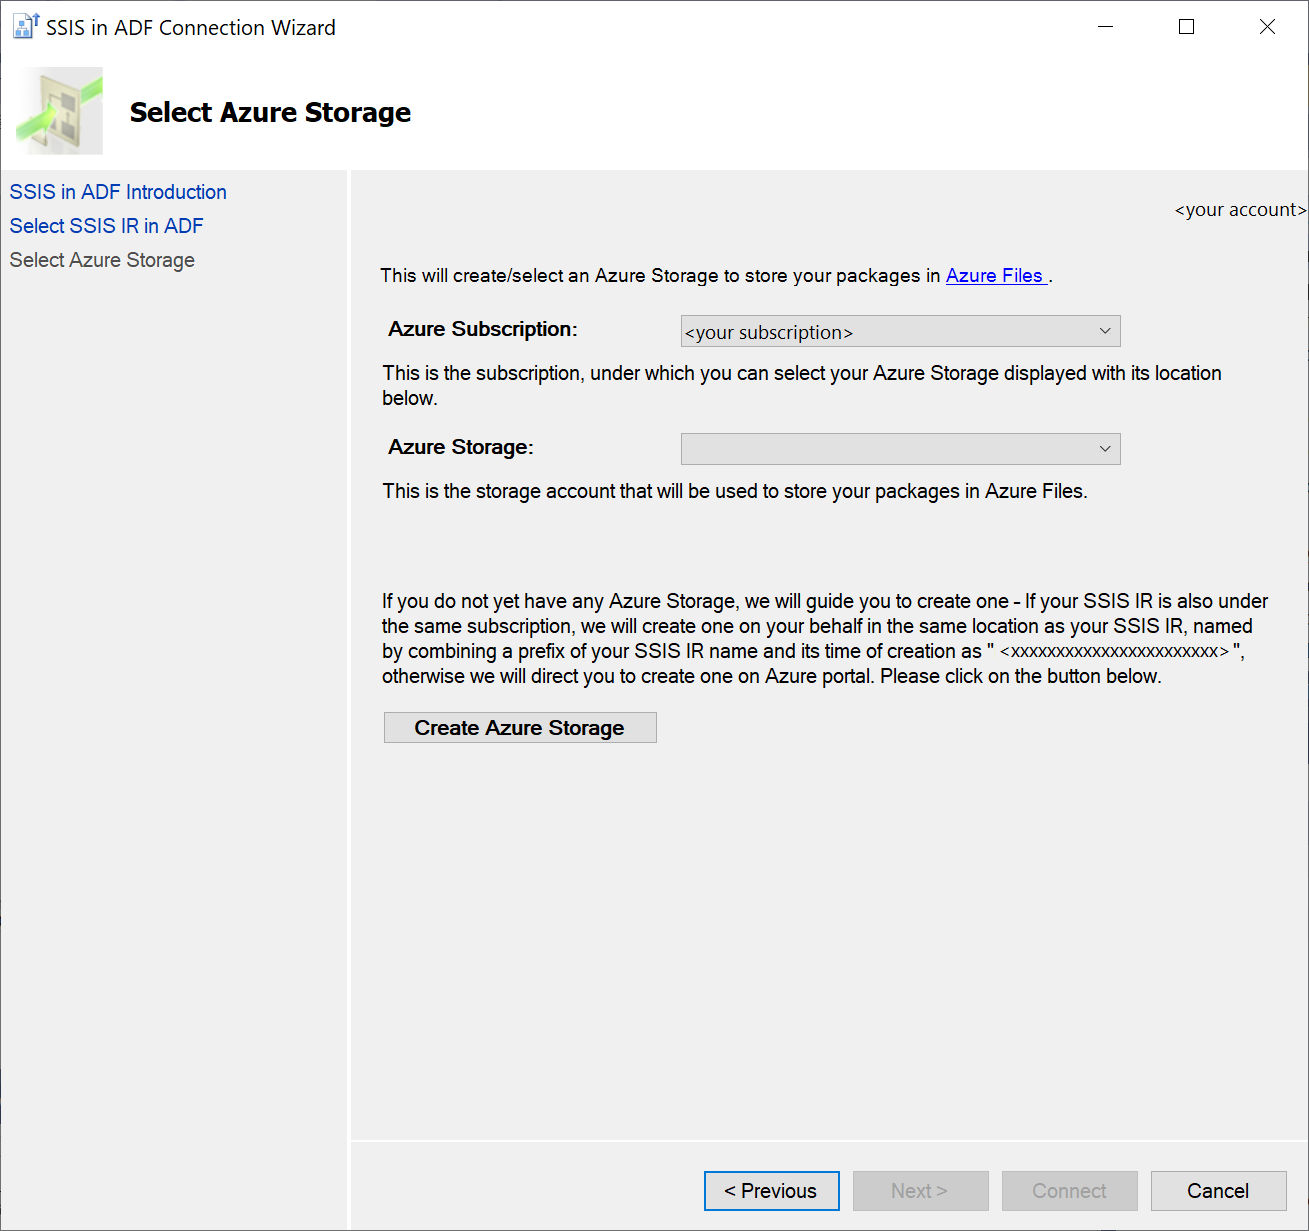 SSIS in ADF Connection Wizard
Select Azure Storage
SSIS in ADF Introduction
Select SSIS IR in ADF
Select Azure Storage
<your account>
This will create/select an Azure Storage to store your packages in Azure Files .
Azure Subscription:
<your subscription>
This is the subscription, under which you can select your Azure Storage displayed with its location
below.
Azure Storage:
This is the storage account that will be used to store your packages in Azure Files.
If you do not yet have any Azure Storage, we will guide you to create one - If your SSIS IR is also under
the same subscription, we will create one on your behalf in the same location as your SSIS IR, named
by combining a prefix of your SSIS IR name and its time of creation as " <xxxxxxxxxxxxxxxxxxxxxxxx> ",
otherwise we will direct you to create one on Azure portal. Please click on the button below.
Create Azure Storage
< Previous
Next >
Connect
Cancel